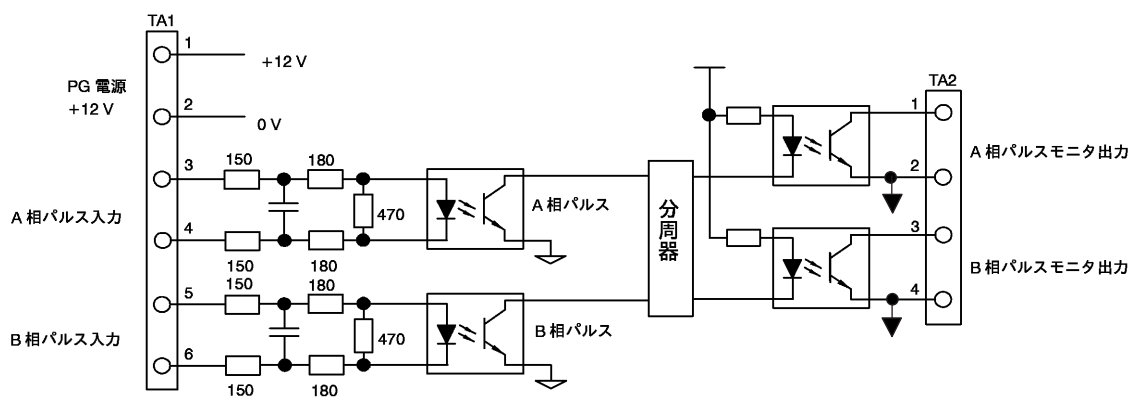 TA1
1
+12 V
PG 電源
+12 V
2
0 V
3
150
180
470
A 相パルス入力
4
150
180
A 相パルス
5
150
180
470
B 相パルス入力
6
150
180
B 相パルス
分周器
TA2
1
A 相パルスモニタ出力
2
3
B 相パルスモニタ出力
4